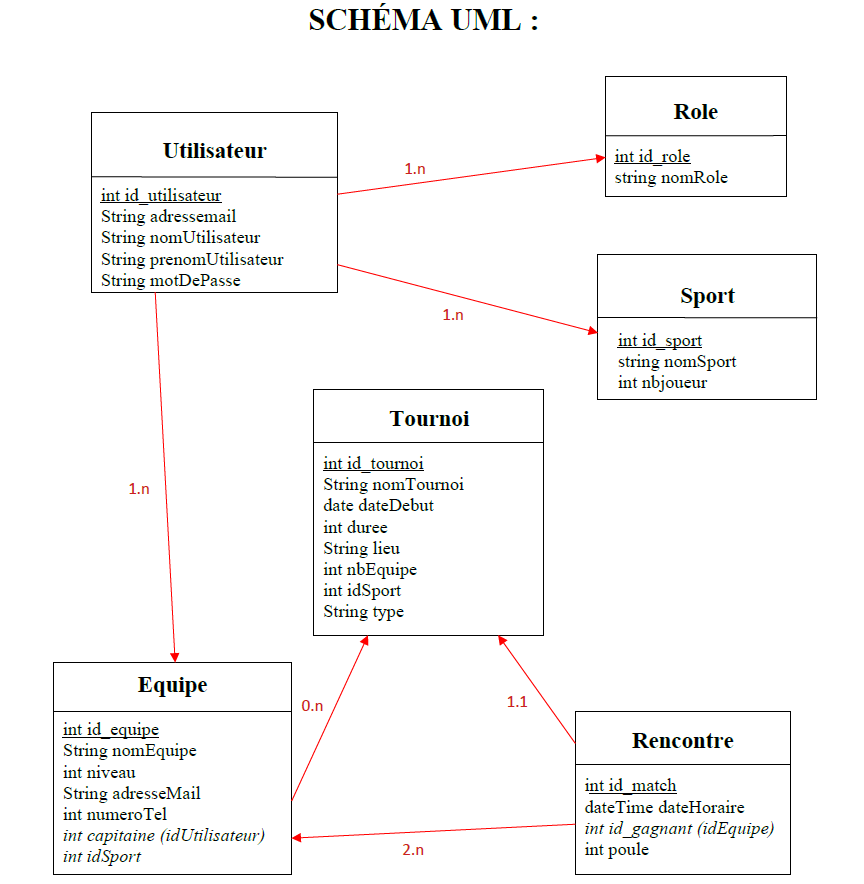 SCHÉMA UML :
Role
int id_role
string nomRole
Utilisateur
int id_utilisateur
String adressemail
String nomUtilisateur
String prenomUtilisateur
String motDePasse
1.n
Sport
int id_sport
string nomSport
int nbjoueur
1.n
Tournoi
int id_tournoi
String nomTournoi
date dateDebut
int duree
String lieu
int nbEquipe
int idSport
String type
1.n
Equipe
int id_equipe
String nomEquipe
int niveau
String adresseMail
int numeroTel
int capitaine (idUtilisateur)
int idSport
0.n
1.1
Rencontre
int id_match
dateTime dateHoraire
int id_gagnant (idEquipe)
int poule
2.n